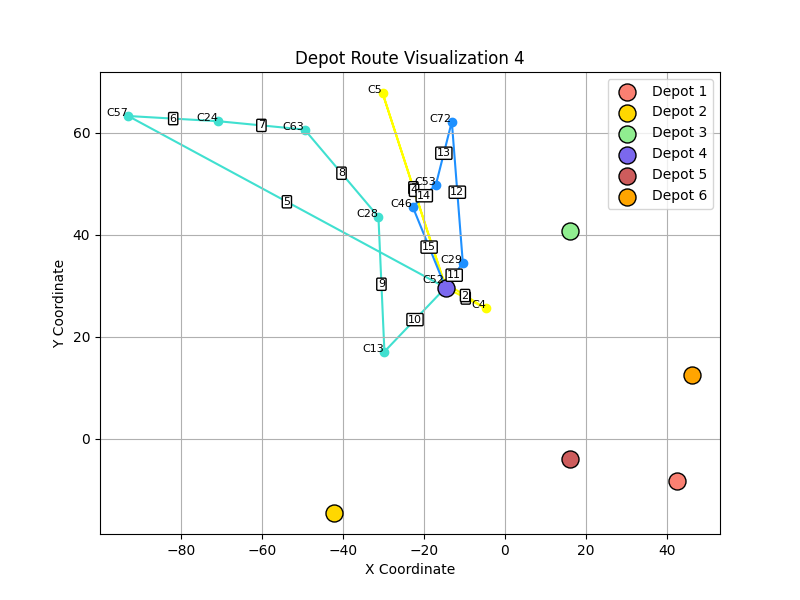 Depot Route Visualization 4
Depot 1
Depot 2
Depot 3
Depot 4
Depot 5
Depot 6
C5
C57
6
C24
7
C63
C72
13
8
C53
14
12
5
C46
C28
15
C29
11
C52
9
2
C4
10
C13
Y Coordinate
60
40
20
0
−80
−60
−40
−20
0
20
40
X Coordinate